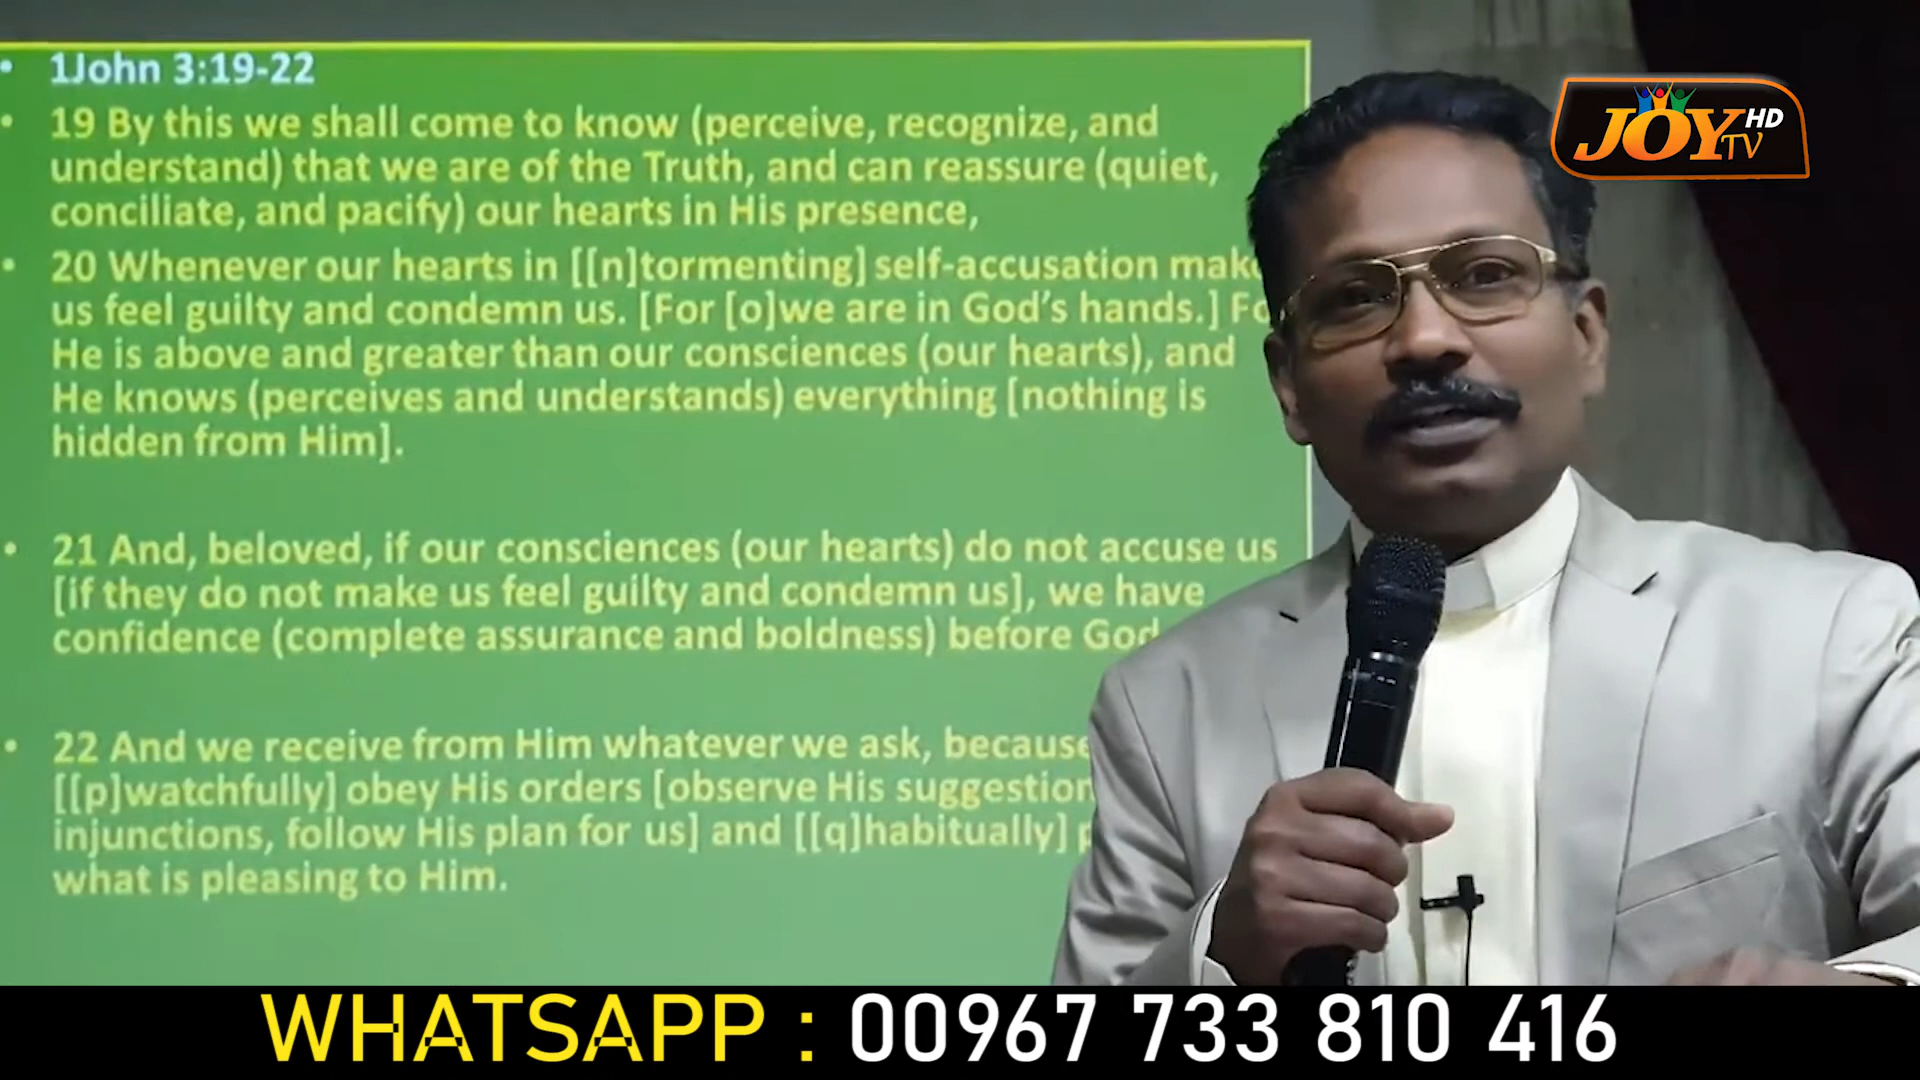 1John 3:19-22
19 By this we shall come to know (perceive, recognize, and
understand) that we are of the Truth, and can reassure (quiet,
conciliate, and pacify) our hearts in His presence,
20 Whenever our hearts in [[n]tormenting] self-accusation make
us feel guilty and condemn us. [For [o]we are in God's hands.]
He is above and greater than our consciences (our hearts), and
He knows (perceives and understands) everything [nothing is
hidden from Him].
21 And, beloved, if our consciences (our hearts) do not accuse us
[if they do not make us feel guilty and condemn us], we have
confidence (complete assurance and boldness) before God
22 And we receive from Him whatever we ask, because
[[p]watchfully] obey His orders [observe His suggestion
injunctions, follow His plan for us] and [[q]habitually]
what is pleasing to Him.
JOY HD
TV
WHATSAPP : 00967 733 810 416